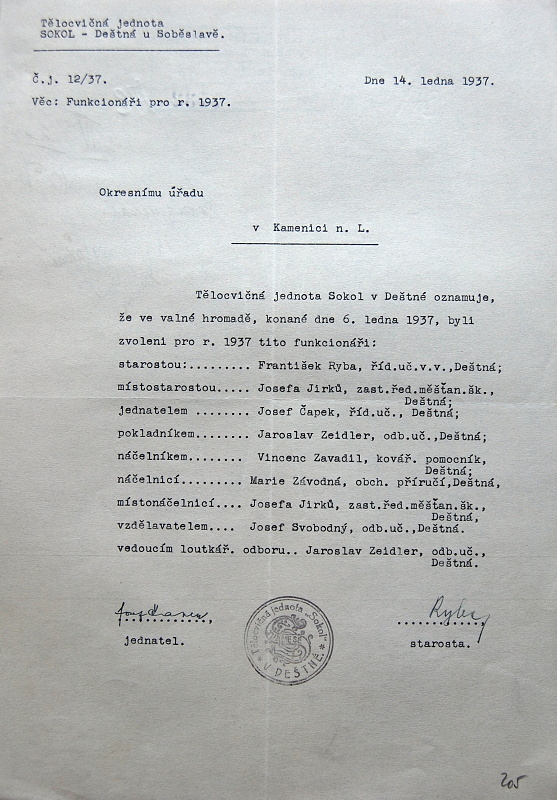 Tělocvičná jednota
SOKOL - Deštná u Soběslavě.
Č.j. 12/37.
Dne 14. ledna 1937.
Věc: Funkcionáři pro r. 1937.
Okresnímu úřadu
v Kamenici n. L.
Tělocvičná jednota Sokol v Deštné oznamuje,
že ve valné hromadě, konané dne 6. ledna 1937, byli
zvoleni pro r. 1937 tito funkcionáři:
starostou:......... František Ryba, říd.uč.v.v.,Deštná;
místostarostou..... Josefa Jirků, zast.řed.měšťan.šk.,
Deštná;
jednatelem ........ Josef Čapek, říd.uč., Deštná;
pokladníkem........ Jaroslav Zeidler, odb.uč.,Deštná;
náčelníkem........ Vincenc Zavadil, kovář. pomocník,
Deštná;
náčelnicí......... Marie Závodná, obch. příručí,Deštná,
místonáčelnicí.... Josefa Jirků, zast.řed.měšťan.šk.
Deštná,
vzdělavatelem.... Josef Svobodný, odb.uč.,Deštná.
vedoucím loutkář. odboru.. Jaroslav Zeidler, odb.uč.,
Deštná.
Ryba
jednatel.
starosta.
Tělocvičná jednota „Sokol"
V DEŠTNÉ
205